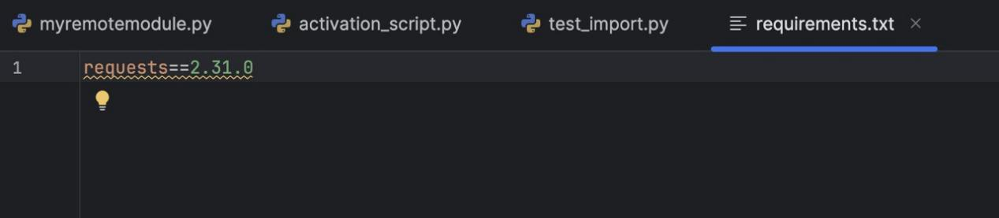 myremotemodule.py activation_script.py test_import.py requirements.txt
1 requests==2.31.0